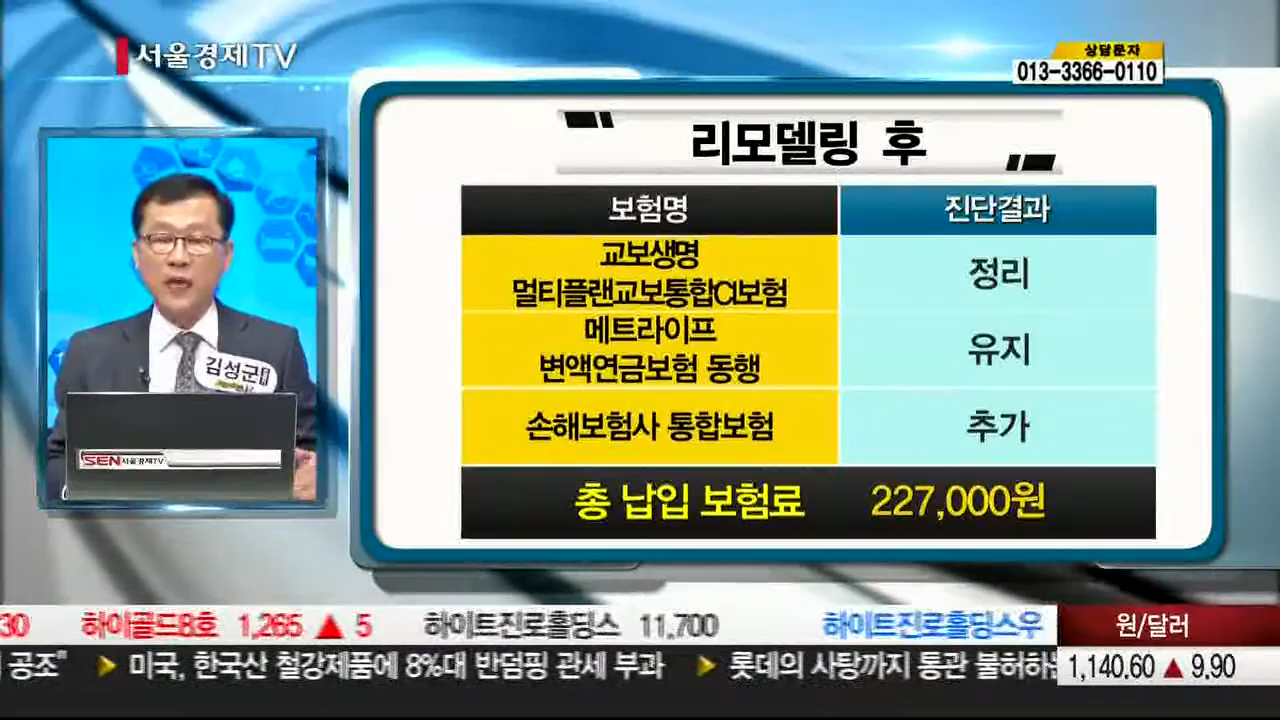 서울경제TV
상담문자
013-3366-0110
리모델링 후
보험명 진단결과
교보생명
멀티플랜교보통합CI보험 정리
메트라이프
변액연금보험 동행 유지
손해보험사 통합보험 추가
총 납입 보험료 227,000원
김성군
SEN 서울경제TV
30 하이골드8호 1,265 ▲ 5 하이트진로홀딩스 11,700 하이트진로홀딩스우
원/달러
공조" 미국, 한국산 철강제품에 8%대 반덤핑 관세 부과 롯데의 사탕까지 통관 불허하는
1,140.60 ▲ 9.90